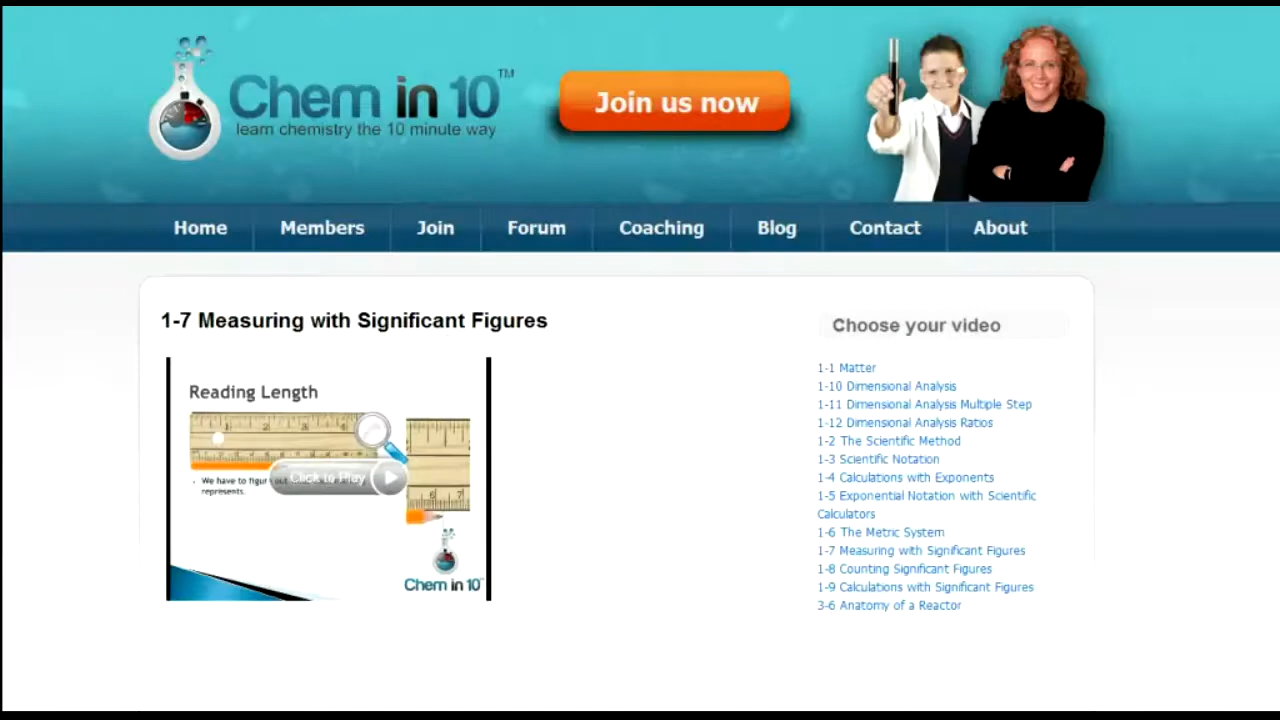 Chem in 10™
learn chemistry the 10 minute way
Join us now
Home
Members
Join
Forum
Coaching
Blog
Contact
About
1-7 Measuring with Significant Figures
Reading Length
Click to Play
We have to figur
represents.
Chem in 10
Choose your video
1-1 Matter
1-10 Dimensional Analysis
1-11 Dimensional Analysis Multiple Step
1-12 Dimensional Analysis Ratios
1-2 The Scientific Method
1-3 Scientific Notation
1-4 Calculations with Exponents
1-5 Exponential Notation with Scientific
Calculators
1-6 The Metric System
1-7 Measuring with Significant Figures
1-8 Counting Significant Figures
1-9 Calculations with Significant Figures
3-6 Anatomy of a Reactor